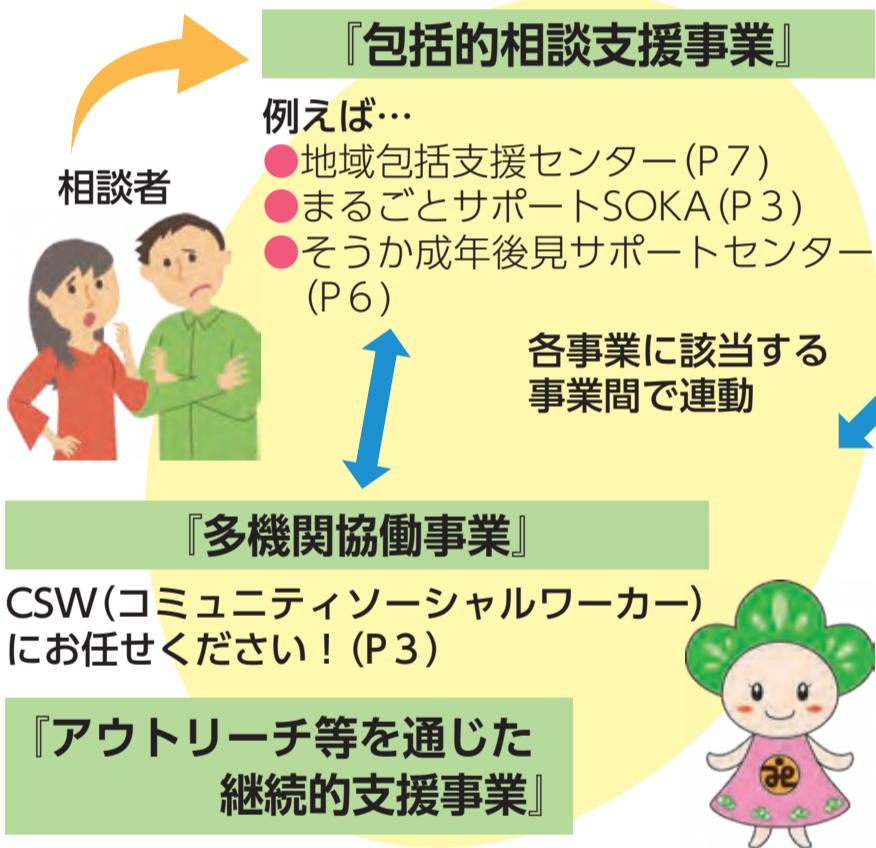 『包括的相談支援事業』
例えば…
●地域包括支援センター(P7)
●まるごとサポートSOKA(P3)
●そうか成年後見サポートセンター
(P6)
相談者
各事業に該当する
事業間で連動
『多機関協働事業』
CSW(コミュニティソーシャルワーカー)
にお任せください！(P3)
『アウトリーチ等を通じた
継続的支援事業』